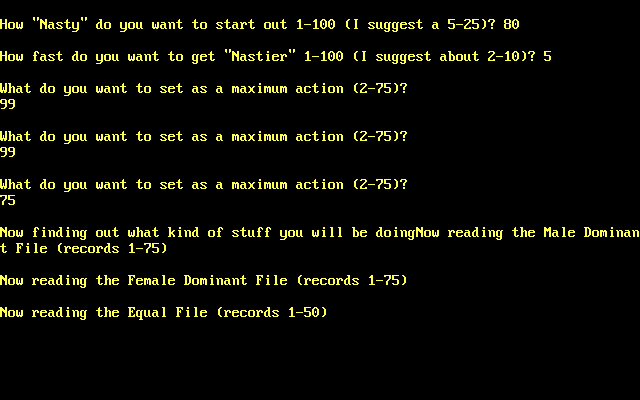 How "Nasty" do you want to start out 1-100 (I suggest a 5-25)? 80
How fast do you want to get "Nastier" 1-100 (I suggest about 2-10)? 5
What do you want to set as a maximum action (2-75)?
99
What do you want to set as a maximum action (2-75)?
99
What do you want to set as a maximum action (2-75)?
75
Now finding out what kind of stuff you will be doingNow reading the Male Dominan
t File (records 1-75)
Now reading the Female Dominant File (records 1-75)
Now reading the Equal File (records 1-50)